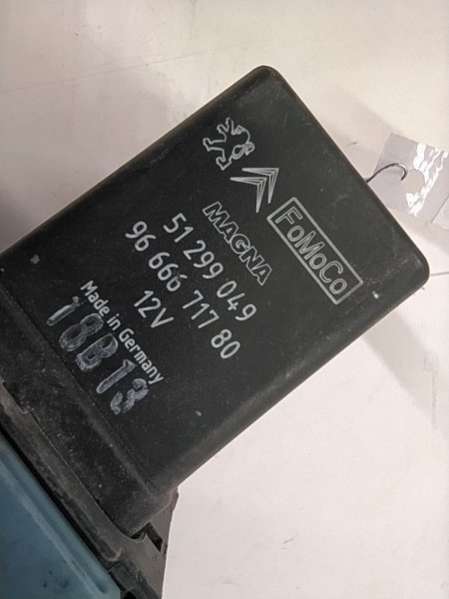 FoMoCo
MAGNA
51 299 049
96 666 717 80
12V
Made in Germany
18B13